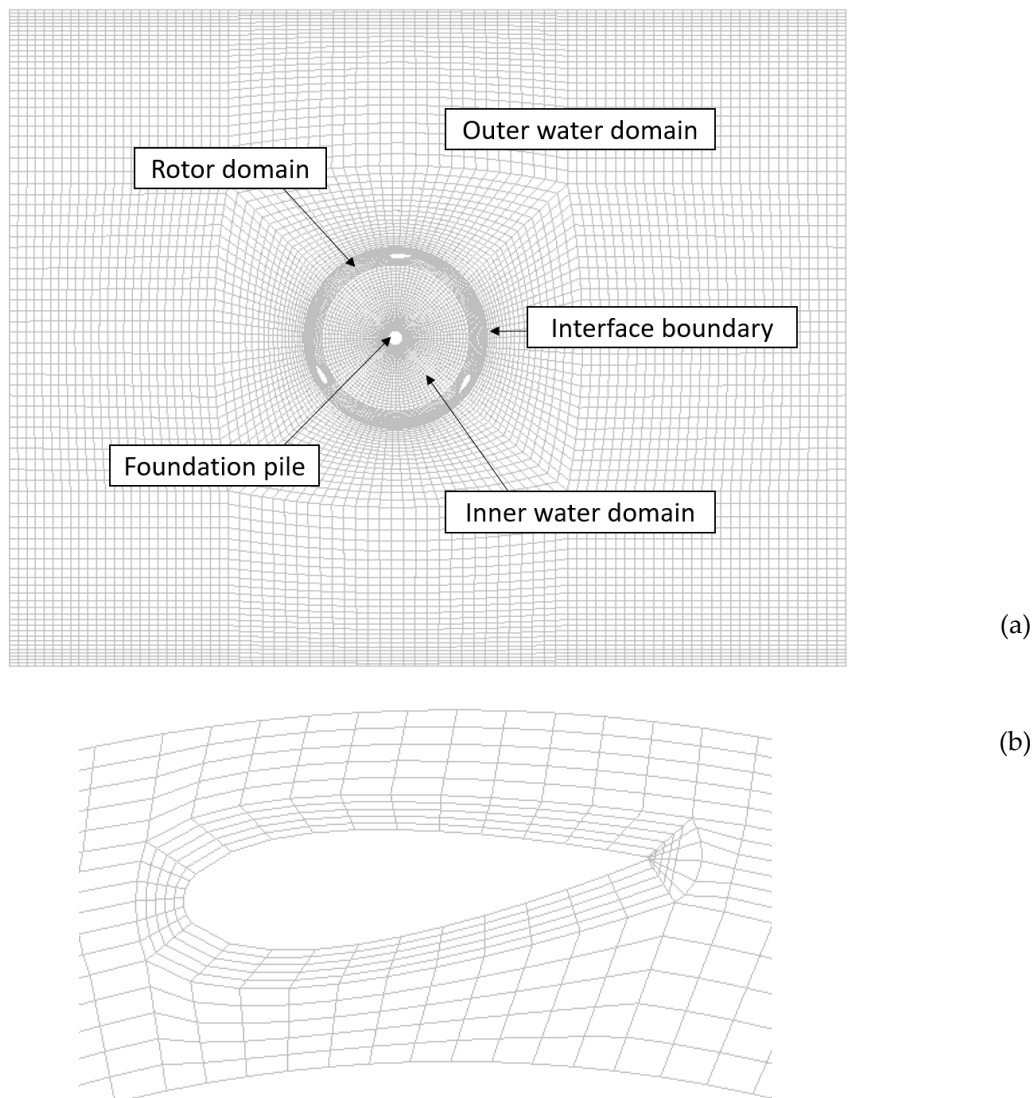 Outer water domain
Rotor domain
Interface boundary
Foundation pile
Inner water domain
(a)
(b)